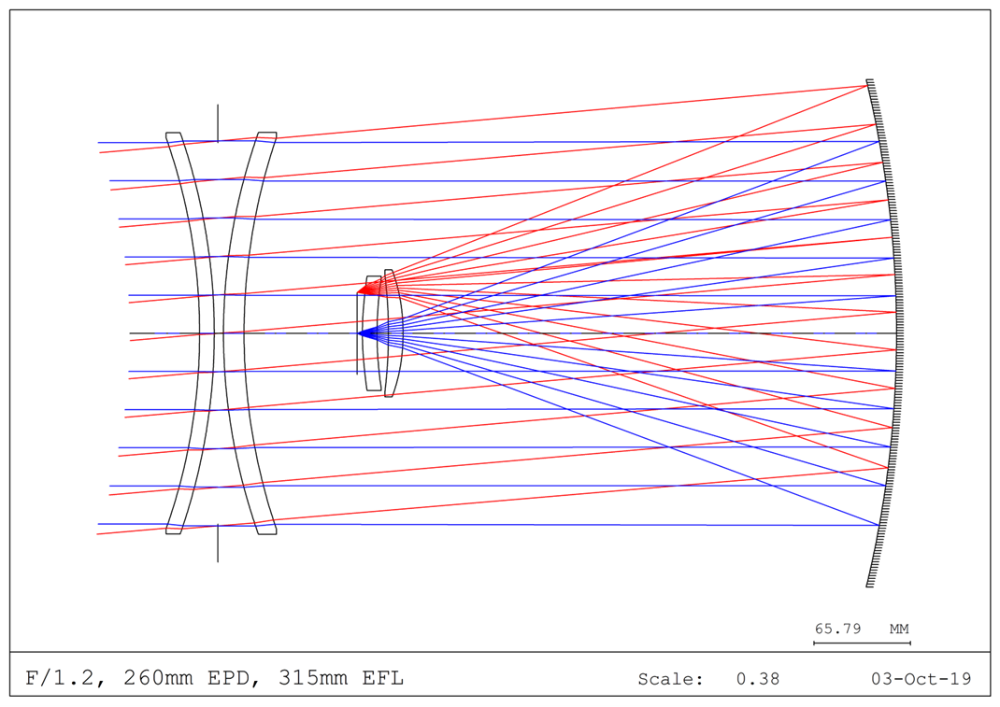 65.79 MM
F/1.2, 260mm EPD, 315mm EFL
Scale: 0.38 03-Oct-19